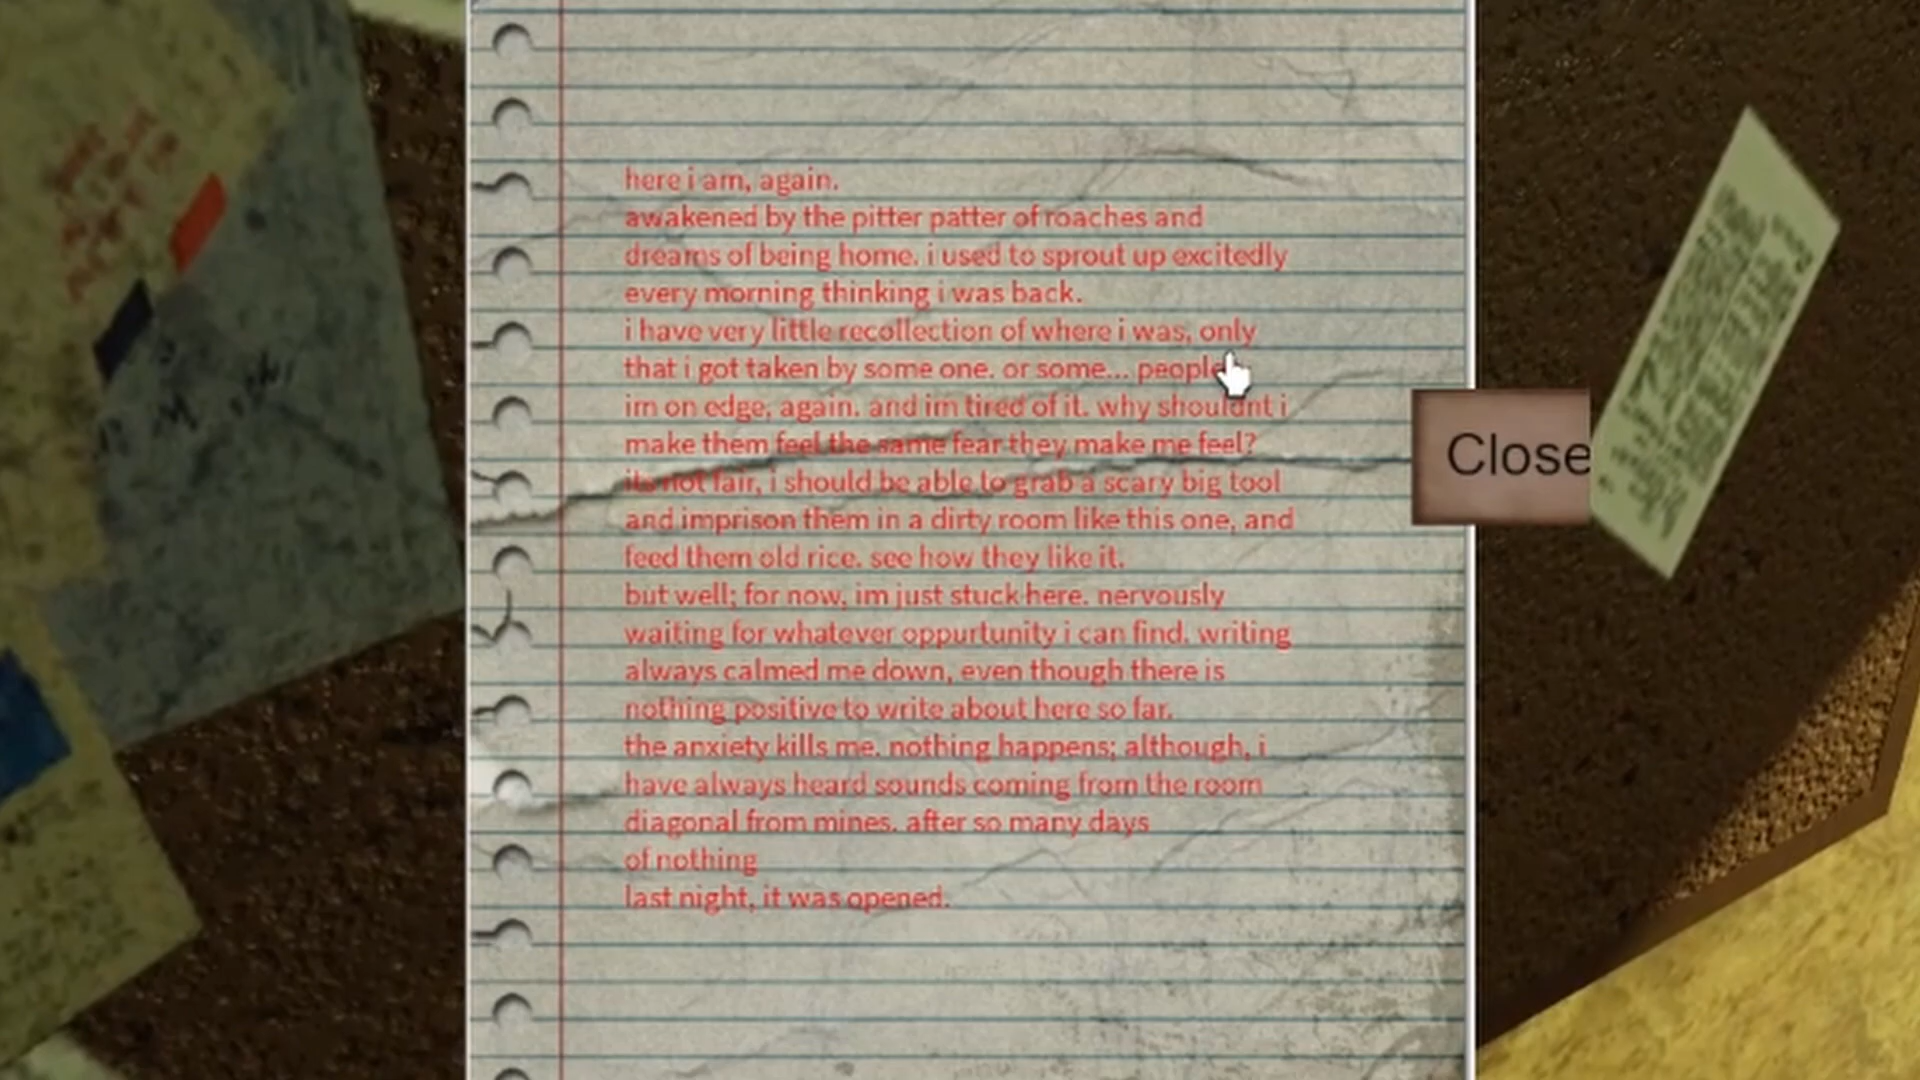 here i am, again.
awakened by the pitter patter of roaches and
dreams of being home. i used to sprout up excitedly
every morning thinking i was back.
i have very little recollection of where i was, only
that i got taken by some one. or some... people
im on edge, again. and im tired of it. why shouldnt i
make them feel the same fear they make me feel?
its not fair, i should be able to grab a scary big tool
and imprison them in a dirty room like this one, and
feed them old rice. see how they like it.
but well; for now, im just stuck here. nervously
waiting for whatever oppurtunity i can find. writing
always calmed me down, even though there is
nothing positive to write about here so far.
the anxiety kills me. nothing happens; although, i
have always heard sounds coming from the room
diagonal from mines. after so many days
of nothing
last night, it was opened.
Close